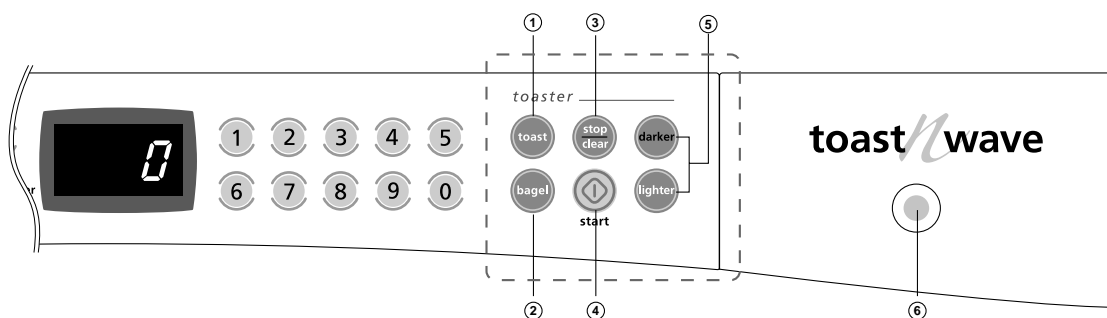 1 3 5
toaster
toast stop clear darker
0 1 2 3 4 5
toast n wave
6 7 8 9 0
bagel start lighter
2 4 6